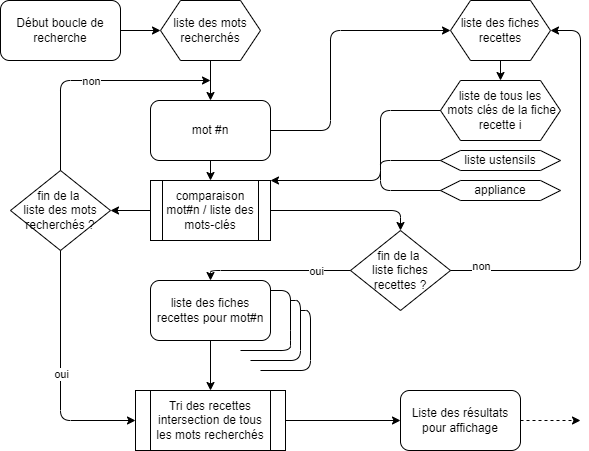 Début boucle de
recherche
liste des mots
recherchés
liste des fiches
recettes
non
liste de tous les
mots clés de la fiche
recette i
mot #n
liste ustensils
appliance
fin de la
liste des mots
recherchés ?
comparaison
mot#n / liste des
mots-clés
fin de la
liste fiches
recettes ?
non
oui
liste des fiches
recettes pour mot#n
oui
Tri des recettes
intersection de tous
les mots recherchés
Liste des résultats
pour affichage